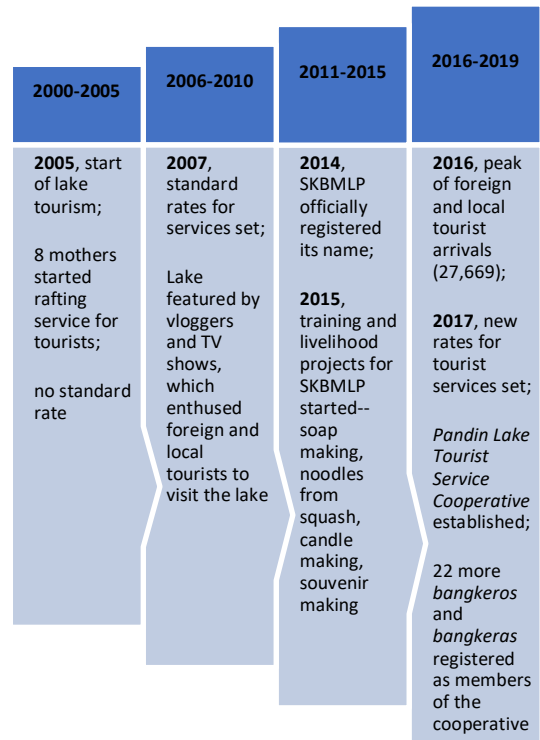 2000-2005
2005, start
of lake
tourism;
8 mothers
started
rafting
service for
tourists;
no standard
rate
2006-2010
2007,
standard
rates for
services set;
Lake
featured by
vloggers
and TV
shows,
which
enthused
foreign and
local
tourists to
visit the lake
2011-2015
2014,
SKBMLP
officially
registered
its name;
2015,
training and
livelihood
projects for
SKBMLP
started--
soap
making,
noodles
from
squash,
candle
making,
souvenir
making
2016-2019
2016, peak
of foreign
and local
tourist
arrivals
(27,669);
2017, new
rates for
tourist
services set;
Pandin Lake
Tourist
Service
Cooperative
established;
22 more
bangkeros
and
bangkeras
registered
as members
of the
cooperative